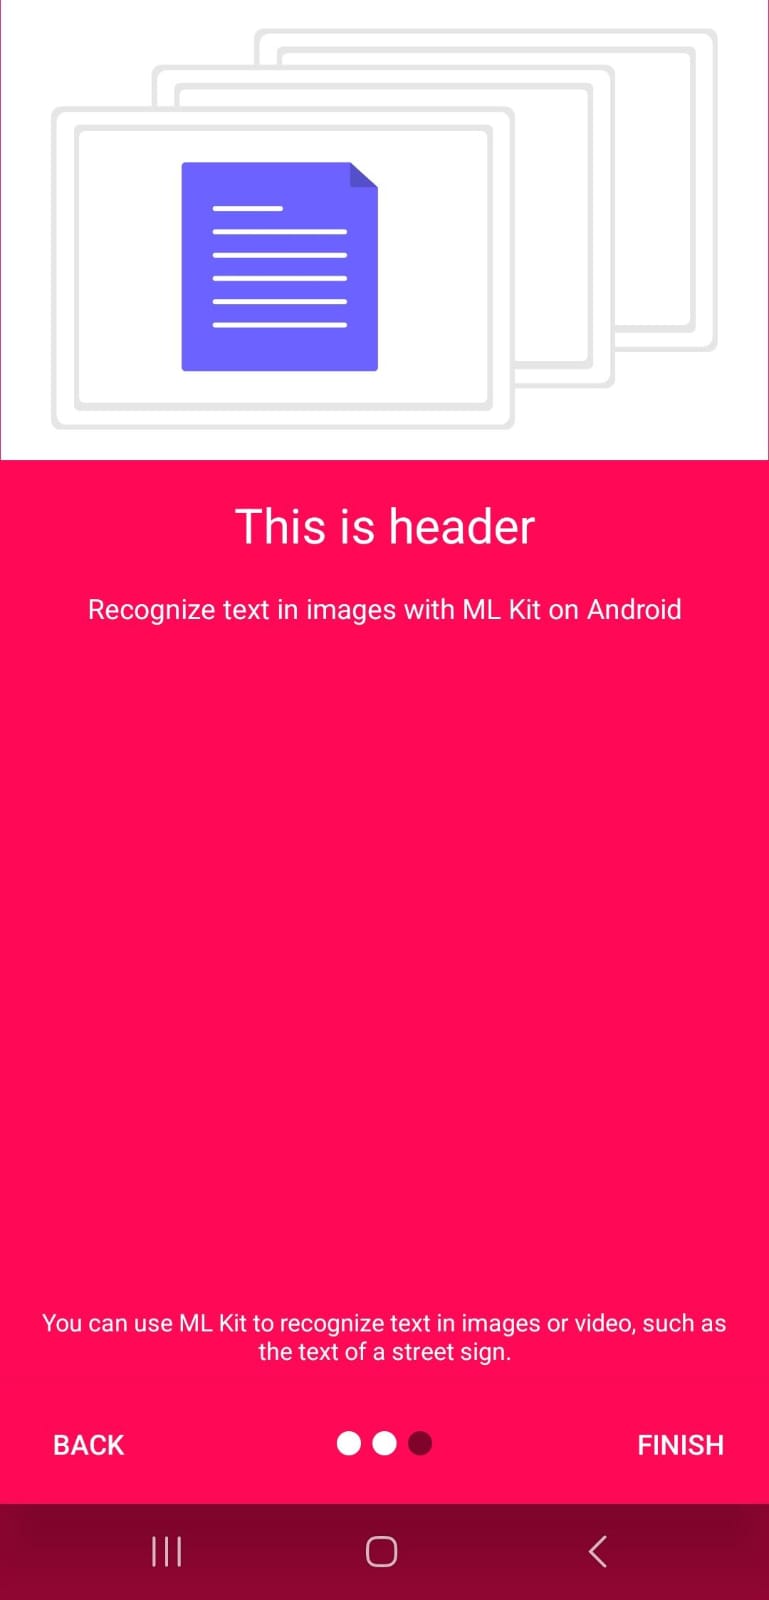 This is header
Recognize text in images with ML Kit on Android
You can use ML Kit to recognize text in images or video, such as
the text of a street sign.
BACK
FINISH